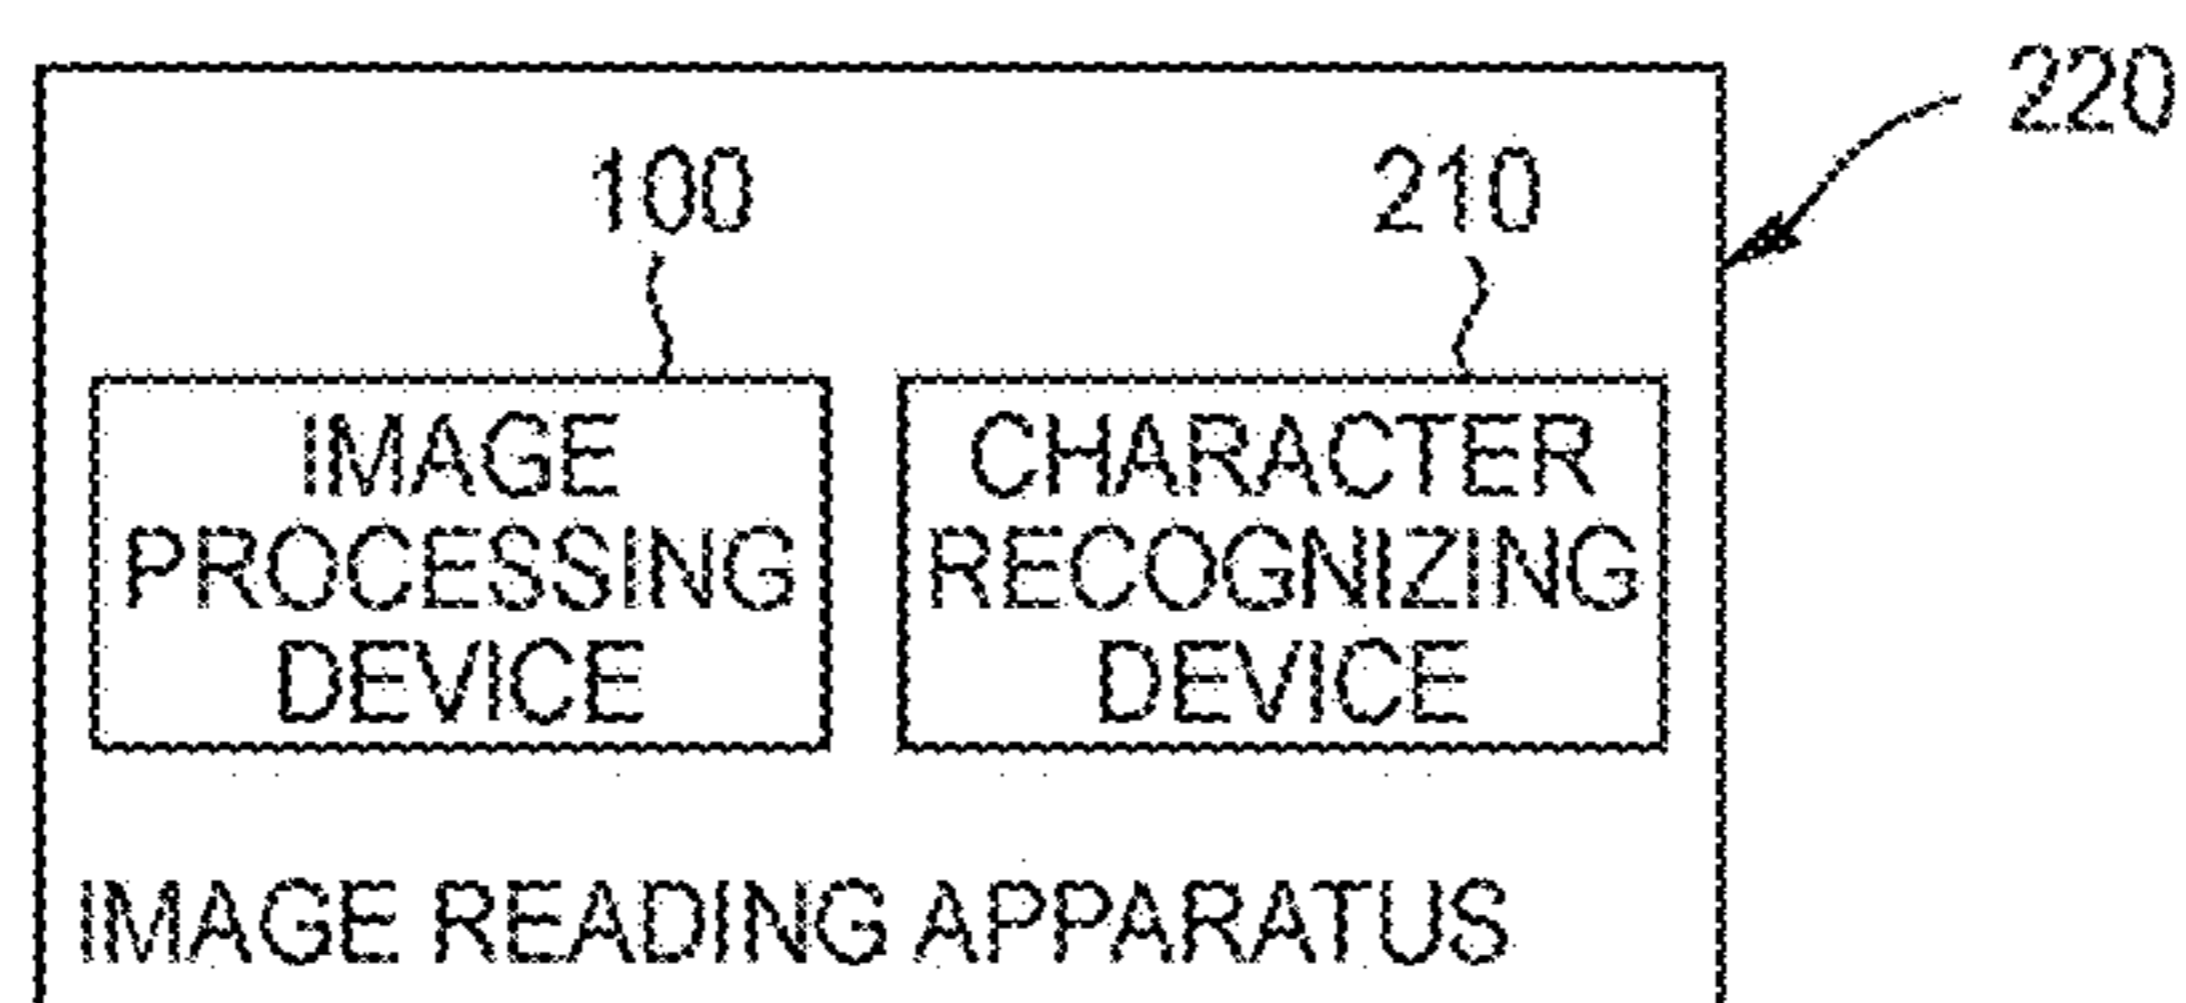 220
100 210
IMAGE
PROCESSING
DEVICE
CHARACTER
RECOGNIZING
DEVICE
IMAGE READING APPARATUS